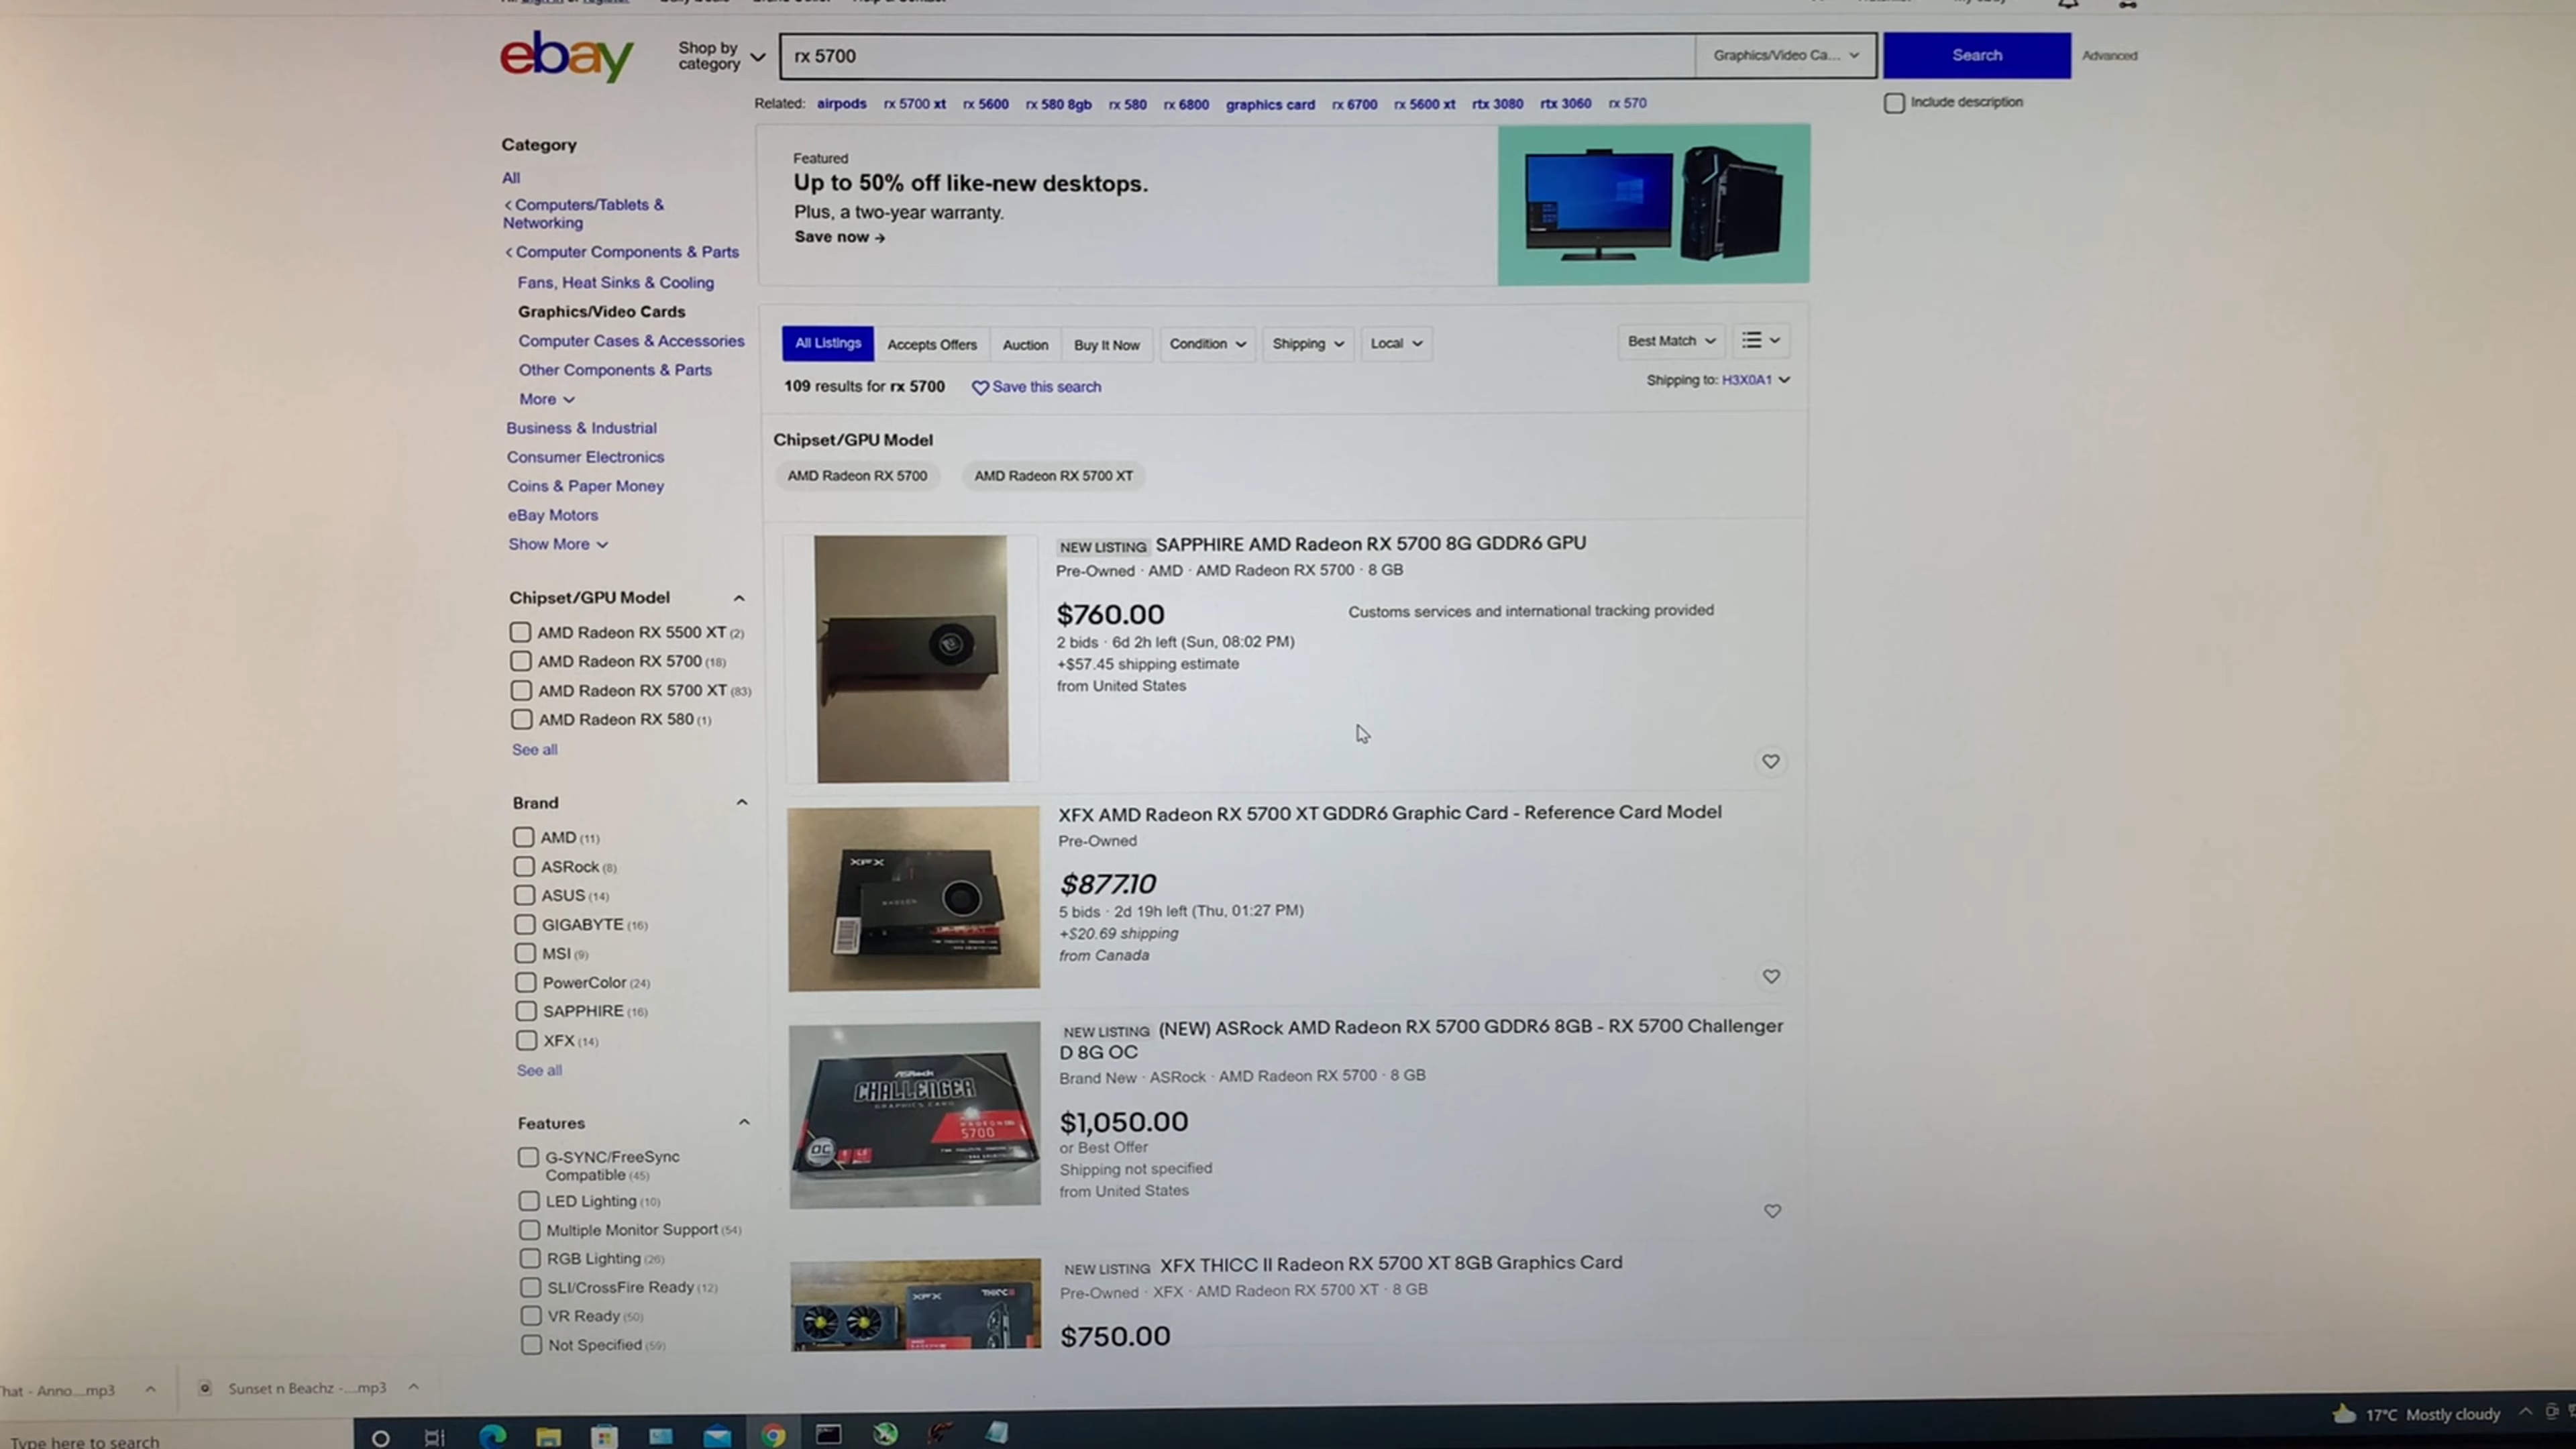 ebay
Shop by
category
rx 5700
Graphics/Video Ca...
Search
Advanced
Related: airpods rx 5700 xt rx 5600 rx 580 8gb rx 580 rx 6800 graphics card rx 6700 rx 5600 xt rtx 3080 rtx 3060 rx 570
Include description
Category
All
< Computers/Tablets &
Networking
< Computer Components & Parts
Fans, Heat Sinks & Cooling
Graphics/Video Cards
Computer Cases & Accessories
Other Components & Parts
More
Business & Industrial
Consumer Electronics
Coins & Paper Money
eBay Motors
Show More
Chipset/GPU Model
AMD Radeon RX 5500 XT (2)
AMD Radeon RX 5700 (18)
AMD Radeon RX 5700 XT (83)
AMD Radeon RX 580 (1)
See all
Brand
AMD (11)
ASRock (8)
ASUS (14)
GIGABYTE (16)
MSI (9)
PowerColor (24)
SAPPHIRE (16)
XFX (14)
See all
Features
G-SYNC/FreeSync
Compatible (45)
LED Lighting (10)
Multiple Monitor Support (54)
RGB Lighting (26)
SLI/CrossFire Ready (12)
VR Ready (50)
Not Specified (59)
Featured
Up to 50% off like-new desktops.
Plus, a two-year warranty.
Save now →
All Listings
Accepts Offers
Auction
Buy It Now
Condition
Shipping
Local
Best Match
109 results for rx 5700
Save this search
Shipping to: H3X0A1
Chipset/GPU Model
AMD Radeon RX 5700
AMD Radeon RX 5700 XT
NEW LISTING SAPPHIRE AMD Radeon RX 5700 8G GDDR6 GPU
Pre-Owned · AMD · AMD Radeon RX 5700 · 8 GB
$760.00
Customs services and international tracking provided
2 bids · 6d 2h left (Sun, 08:02 PM)
+$57.45 shipping estimate
from United States
XFX AMD Radeon RX 5700 XT GDDR6 Graphic Card - Reference Card Model
Pre-Owned
$877.10
5 bids · 2d 19h left (Thu, 01:27 PM)
+$20.69 shipping
from Canada
XFX
RADEON
NEW LISTING (NEW) ASRock AMD Radeon RX 5700 GDDR6 8GB - RX 5700 Challenger
D 8G OC
Brand New · ASRock · AMD Radeon RX 5700 · 8 GB
$1,050.00
or Best Offer
Shipping not specified
from United States
ASRock
CHALLENGER
GRAPHICS CARD
RADEON
5700
OC
NEW LISTING XFX THICC II Radeon RX 5700 XT 8GB Graphics Card
Pre-Owned · XFX · AMD Radeon RX 5700 XT · 8 GB
$750.00
XFX
THICC II
hat - Anno....mp3
Sunset n Beachz -....mp3
Type here to search
17°C Mostly cloudy